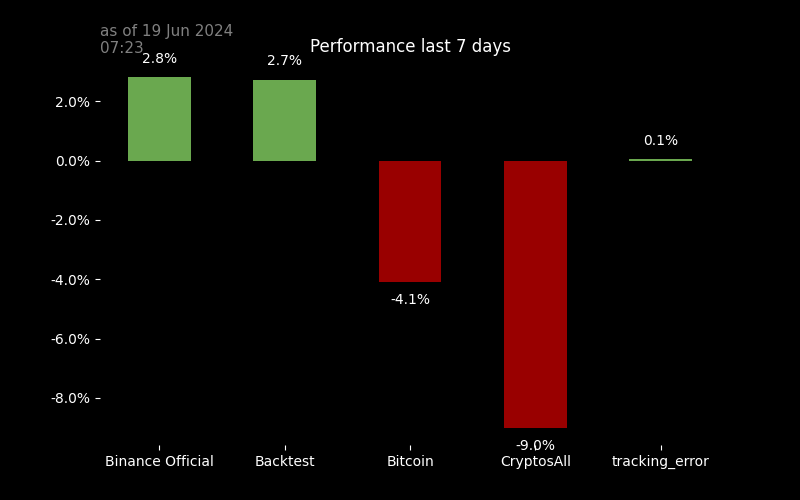 as of 19 Jun 2024
07:23
Performance last 7 days
2.8%
2.7%
-4.1%
-9.0%
0.1%
2.0%
0.0%
-2.0%
-4.0%
-6.0%
-8.0%
Binance Official
Backtest
Bitcoin
CryptosAll
tracking_error